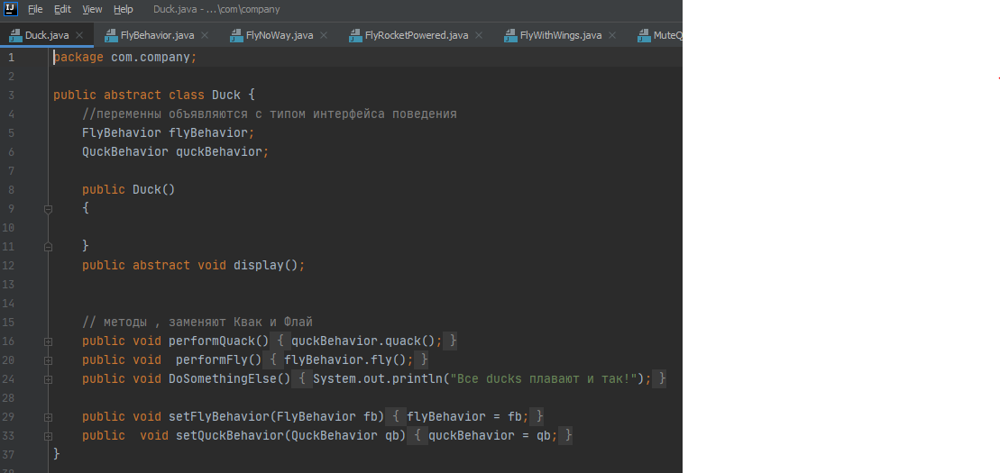 File Edit View Help Duck.java - ...\com\company
Duck.java FlyBehavior.java FlyNoWay.java FlyRocketPowered.java FlyWithWings.java MuteQ
1 package com.company;
2
3 public abstract class Duck {
4 //переменны объявляются с типом интерфейса поведения
5 FlyBehavior flyBehavior;
6 QuckBehavior quckBehavior;
7
8 public Duck()
9 {
10
11 }
12 public abstract void display();
13
14
15 // методы , заменяют Квак и Флай
16 public void performQuack() { quckBehavior.quack(); }
20 public void  performFly() { flyBehavior.fly(); }
24 public void DoSomethingElse() { System.out.println("Все ducks плавают и так!"); }
28
29 public void setFlyBehavior(FlyBehavior fb) { flyBehavior = fb; }
33 public  void setQuckBehavior(QuckBehavior qb) { quckBehavior = qb; }
37 }